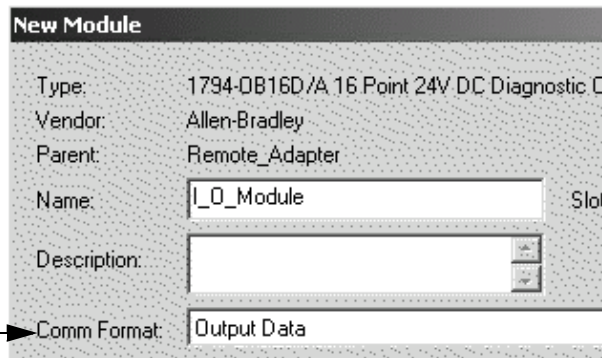 New Module
Type: 1794-OB16D/A 16 Point 24V DC Diagnostic
Vendor: Allen-Bradley
Parent: Remote_Adapter
Name: I_O_Module Slot
Description:
Comm Format: Output Data